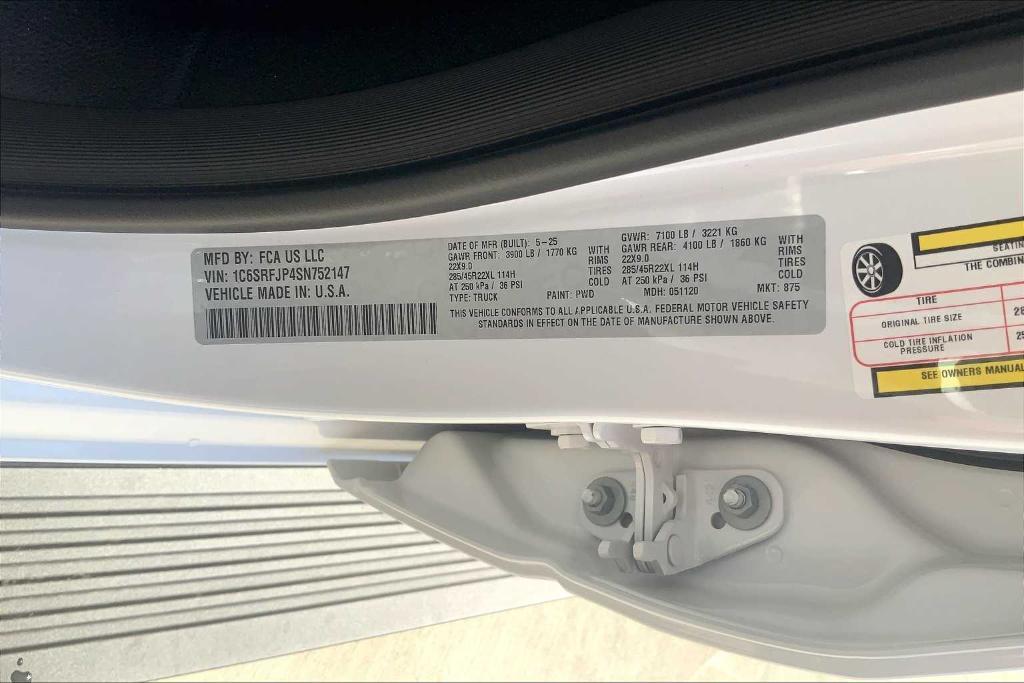 MFD BY: FCA US LLC
VIN: 1C6SRFJP4SN752147
VEHICLE MADE IN: U.S.A.
DATE OF MFR (BUILT): 5-25
GAWR FRONT: 3900 LB / 1770 KG WITH
22X9.0 RIMS
285/45R22XL 114H TIRES
AT 250 kPa / 36 PSI COLD
TYPE: TRUCK PAINT: PWD
GVWR: 7100 LB / 3221 KG
GAWR REAR: 4100 LB / 1860 KG WITH
22X9.0 RIMS
285/45R22XL 114H TIRES
AT 250 kPa / 36 PSI COLD
MDH: 051120 MKT: 875
THIS VEHICLE CONFORMS TO ALL APPLICABLE U.S.A. FEDERAL MOTOR VEHICLE SAFETY
STANDARDS IN EFFECT ON THE DATE OF MANUFACTURE SHOWN ABOVE.
THE COMBIN
TIRE
ORIGINAL TIRE SIZE 28
COLD TIRE INFLATION
PRESSURE 25
SEE OWNERS MANUAL